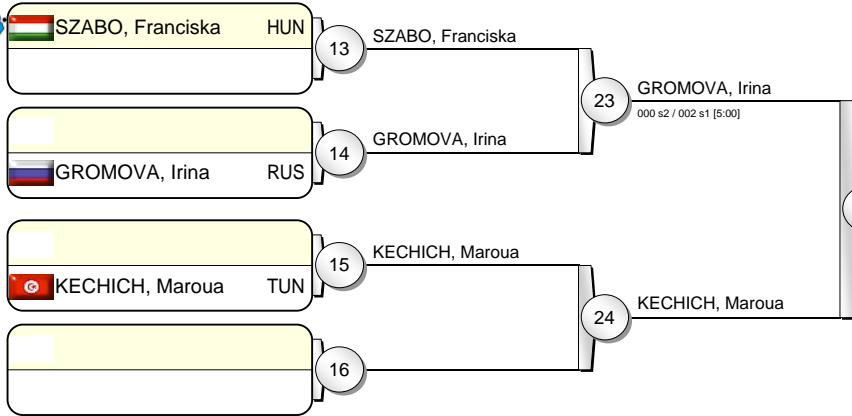 SZABO, Franciska HUN
13
SZABO, Franciska
23
GROMOVA, Irina
000 s2 / 002 s1 [5:00]
14
GROMOVA, Irina
GROMOVA, Irina RUS
15
KECHICH, Maroua
KECHICH, Maroua TUN
24
KECHICH, Maroua
16